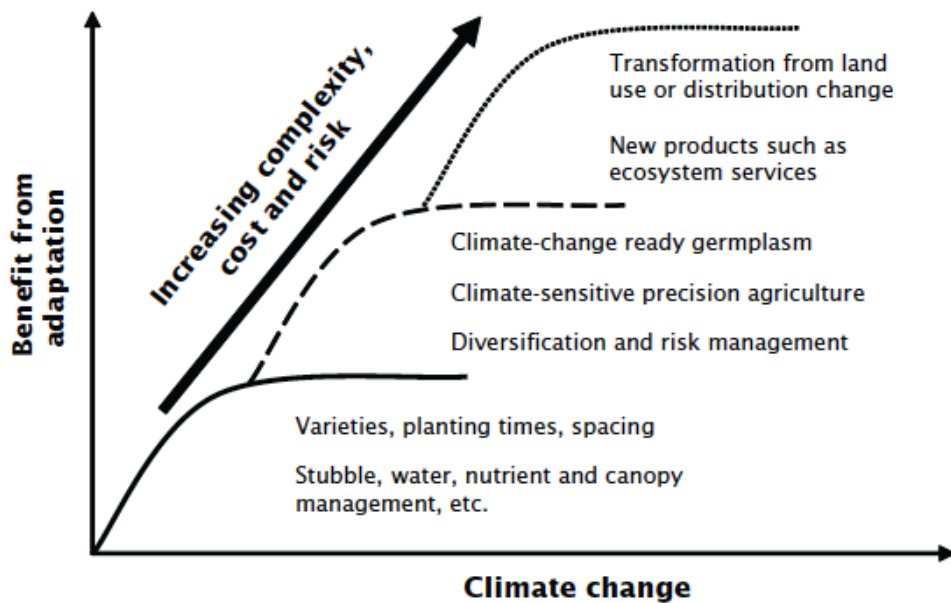 Benefit from
adaptation
Increasing complexity,
cost and risk
Transformation from land
use or distribution change
New products such as
ecosystem services
Climate-change ready germplasm
Climate-sensitive precision agriculture
Diversification and risk management
Varieties, planting times, spacing
Stubble, water, nutrient and canopy
management, etc.
Climate change